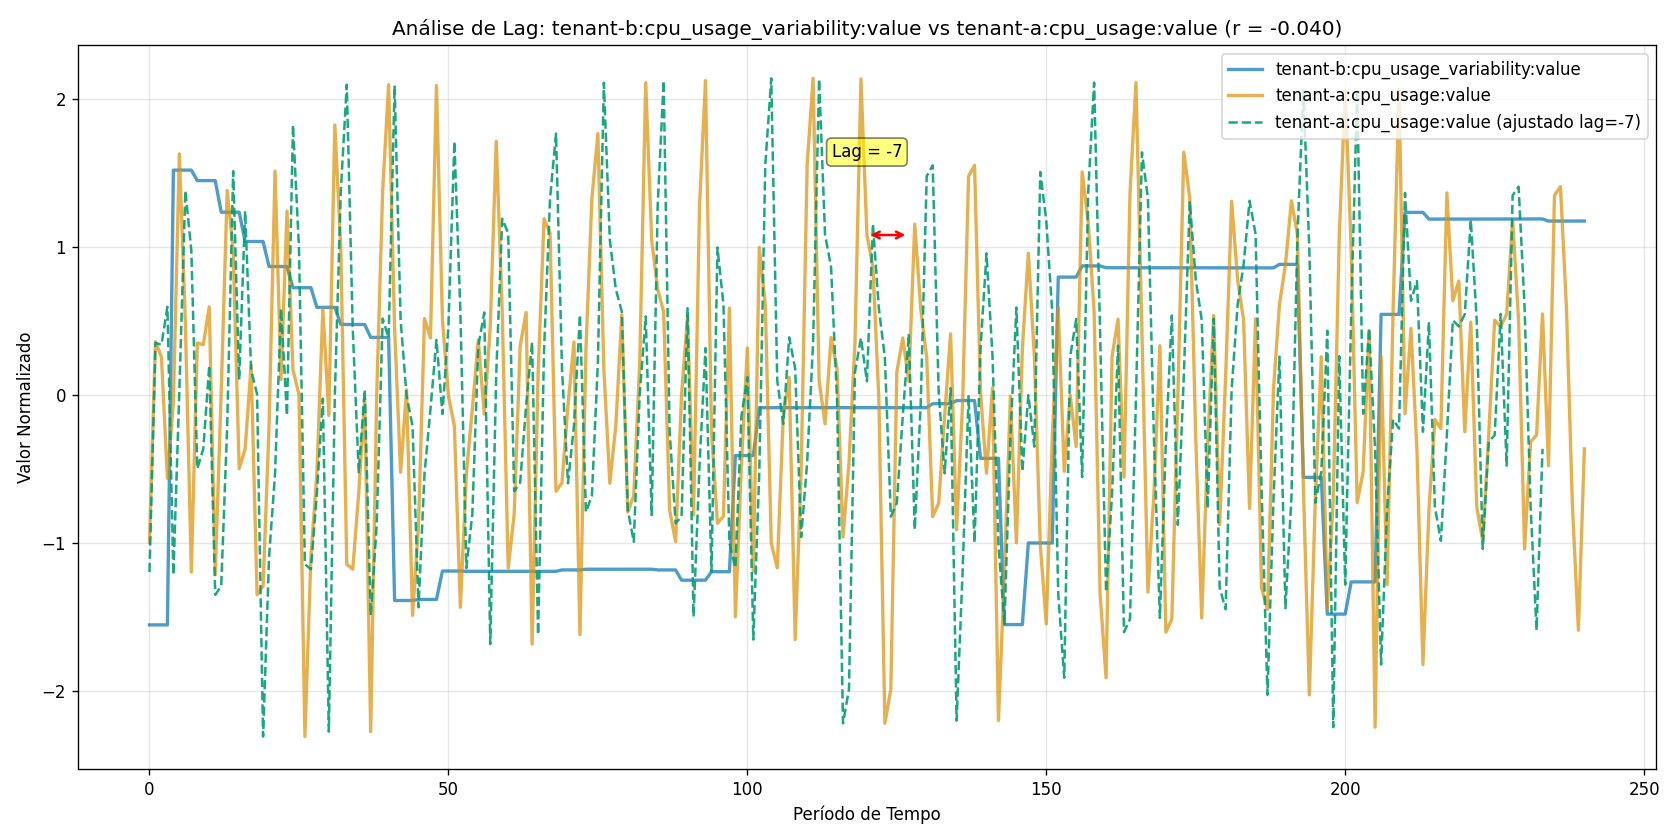 Análise de Lag: tenant-b:cpu_usage_variability:value vs tenant-a:cpu_usage:value (r = -0.040)
tenant-b:cpu_usage_variability:value
tenant-a:cpu_usage:value
tenant-a:cpu_usage:value (ajustado lag=-7)
Lag = -7
Valor Normalizado
2
1
0
−1
−2
0 50 100 150 200 250
Período de Tempo